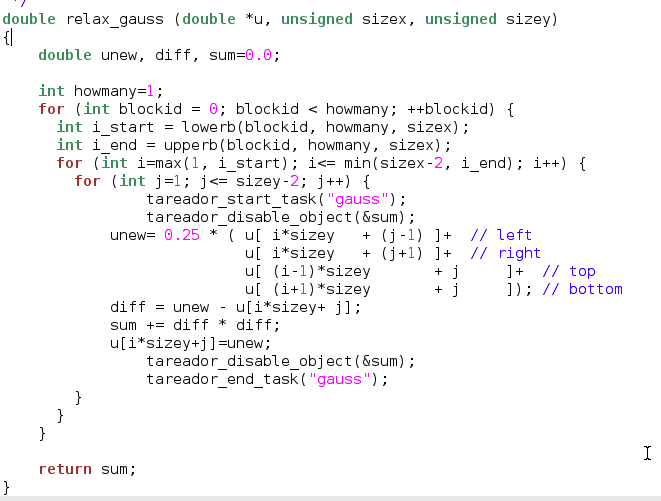 */
double relax_gauss (double *u, unsigned sizex, unsigned sizey)
{
    double unew, diff, sum=0.0;

    int howmany=1;
    for (int blockid = 0; blockid < howmany; ++blockid) {
      int i_start = lowerb(blockid, howmany, sizex);
      int i_end = upperb(blockid, howmany, sizex);
      for (int i=max(1, i_start); i<= min(sizex-2, i_end); i++) {
        for (int j=1; j<= sizey-2; j++) {
                tareador_start_task("gauss");
                tareador_disable_object(&sum);
            unew= 0.25 * ( u[ i*sizey   + (j-1) ]+  // left
                           u[ i*sizey   + (j+1) ]+  // right
                           u[ (i-1)*sizey       + j     ]+  // top
                           u[ (i+1)*sizey       + j     ]); // bottom
            diff = unew - u[i*sizey+ j];
            sum += diff * diff;
            u[i*sizey+j]=unew;
                tareador_disable_object(&sum);
                tareador_end_task("gauss");
        }
      }
    }

    return sum;
}